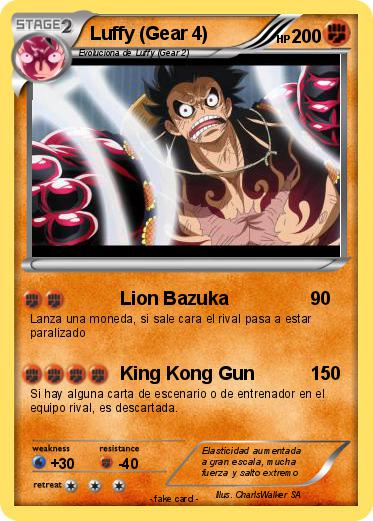 STAGE2
Luffy (Gear 4)
HP 200
Evoluciona de Luffy (Gear 2)
Lion Bazuka 90
Lanza una moneda, si sale cara el rival pasa a estar
paralizado
King Kong Gun 150
Si hay alguna carta de escenario o de entrenador en el
equipo rival, es descartada.
weakness resistance
+30 -40
retreat
Elasticidad aumentada
a gran escala, mucha
fuerza y salto extremo
- fake card -
Illus. CharlsWalker SA